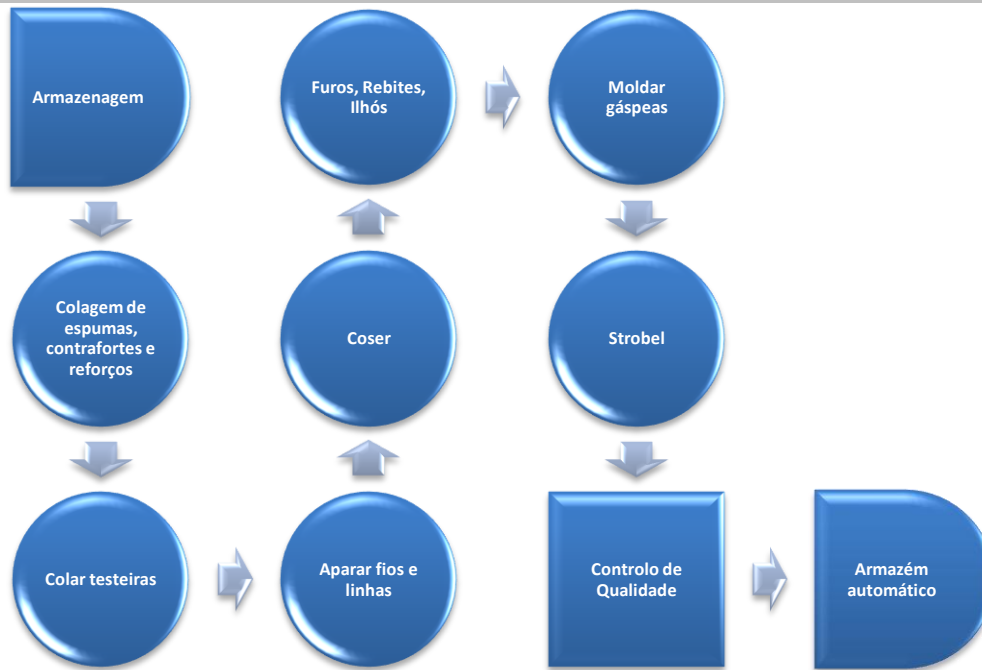 Armazenagem
Colagem de
espumas,
contrafortes e
reforços
Colar testeiras
Aparar fios e
linhas
Coser
Furos, Rebites,
Ilhós
Moldar
gáspeas
Strobel
Controlo de
Qualidade
Armazém
automático